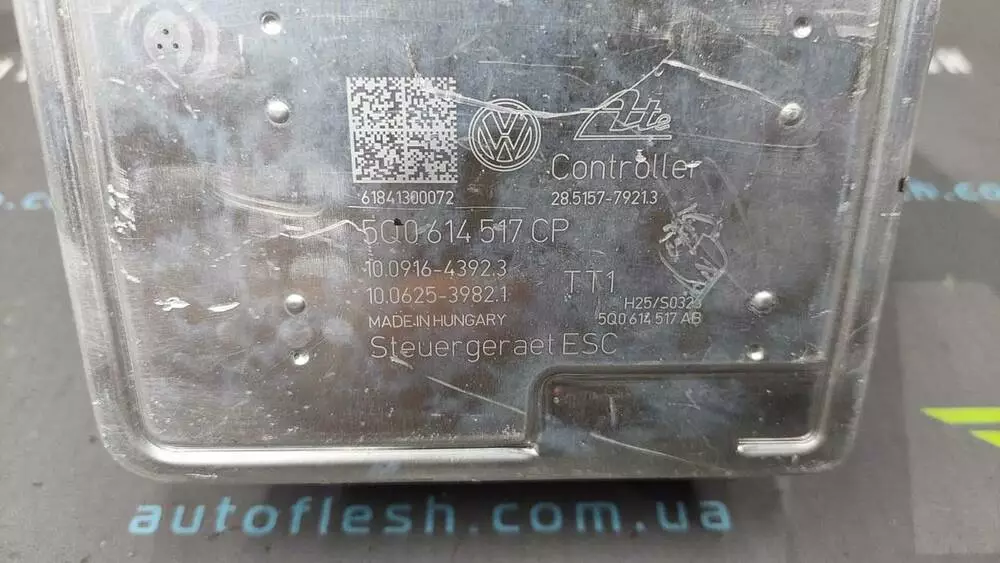 Ate
Controller
61841300072
28.5157-7921.3
5Q0 614 517 CP
10.0916-4392.3
10.0625-3982.1
TT1
H25/S0323
MADE IN HUNGARY
5Q0 614 517 AB
Steuergeraet ESC
autoflesh.com.ua